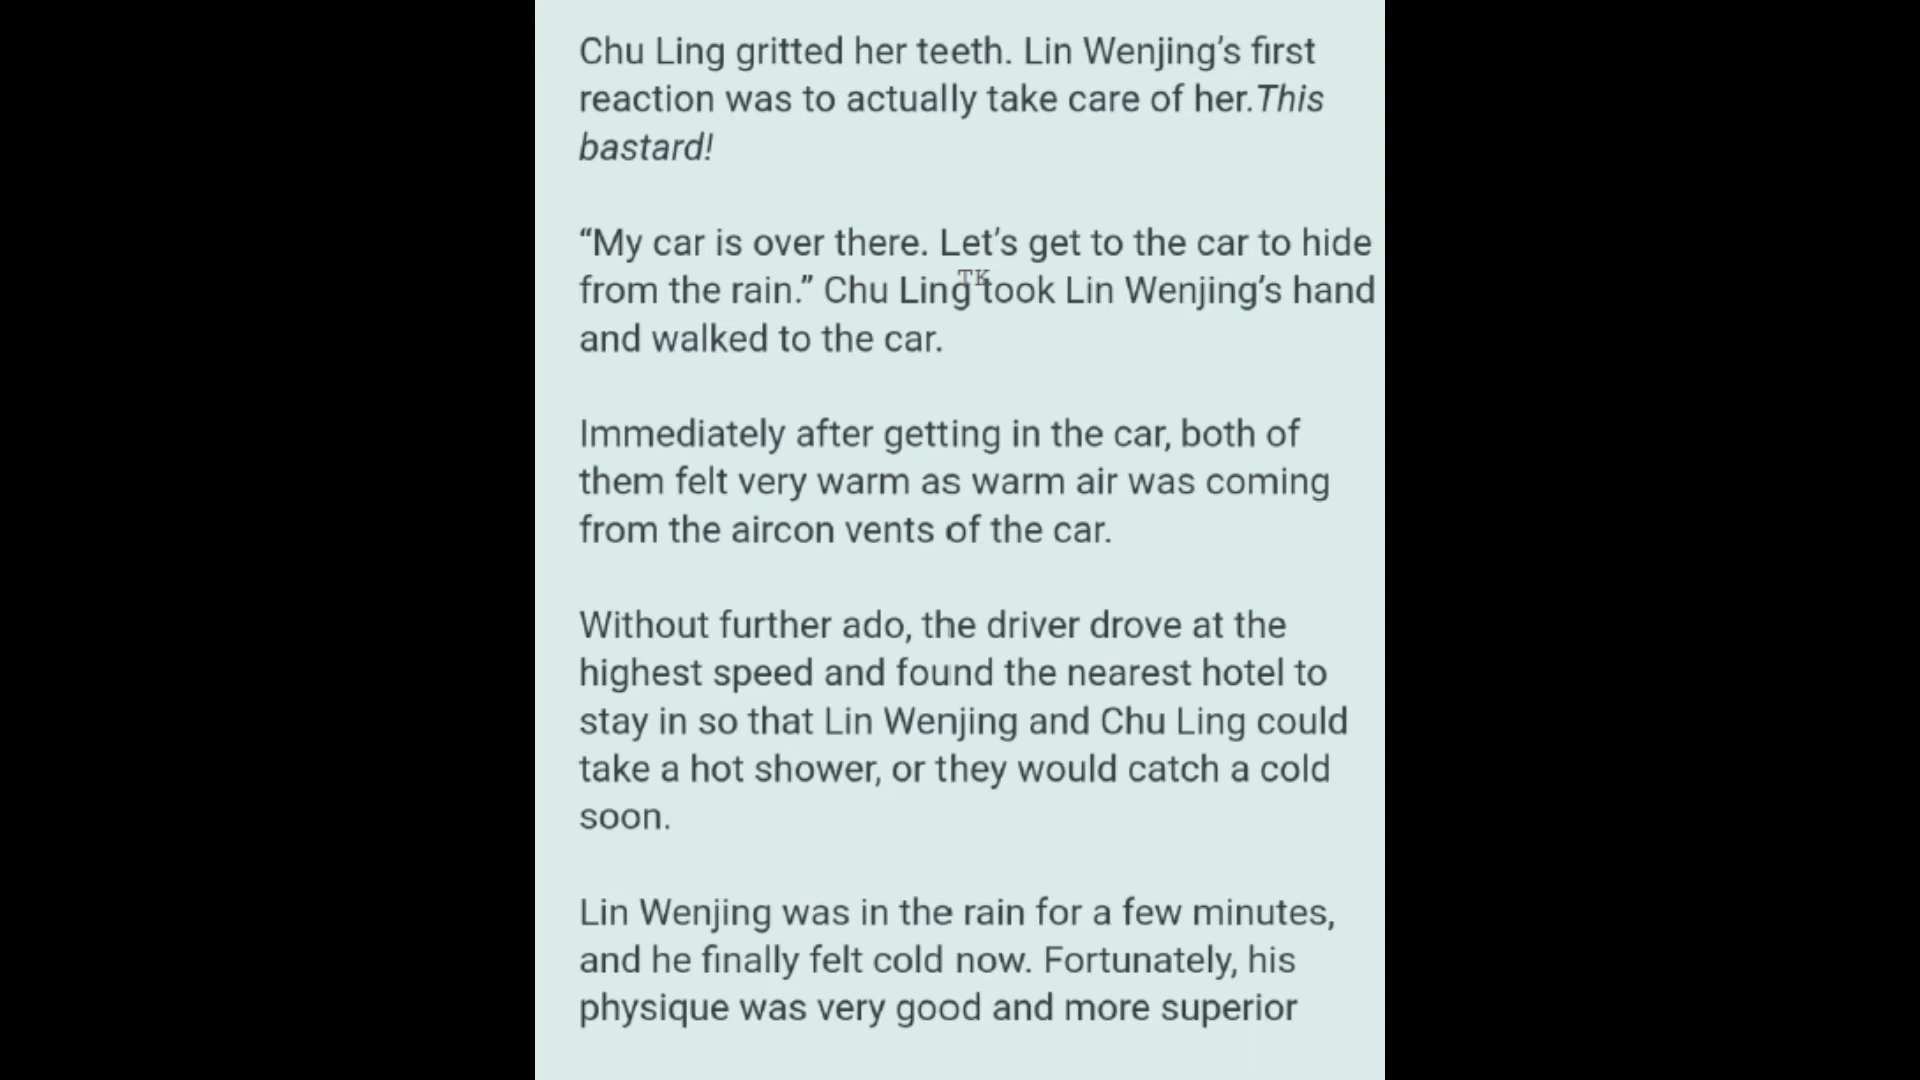 Chu Ling gritted her teeth. Lin Wenjing’s first
reaction was to actually take care of her.This
bastard!
“My car is over there. Let’s get to the car to hide
from the rain.” Chu Ling took Lin Wenjing’s hand
TK
and walked to the car.
Immediately after getting in the car, both of
them felt very warm as warm air was coming
from the aircon vents of the car.
Without further ado, the driver drove at the
highest speed and found the nearest hotel to
stay in so that Lin Wenjing and Chu Ling could
take a hot shower, or they would catch a cold
soon.
Lin Wenjing was in the rain for a few minutes,
and he finally felt cold now. Fortunately, his
physique was very good and more superior